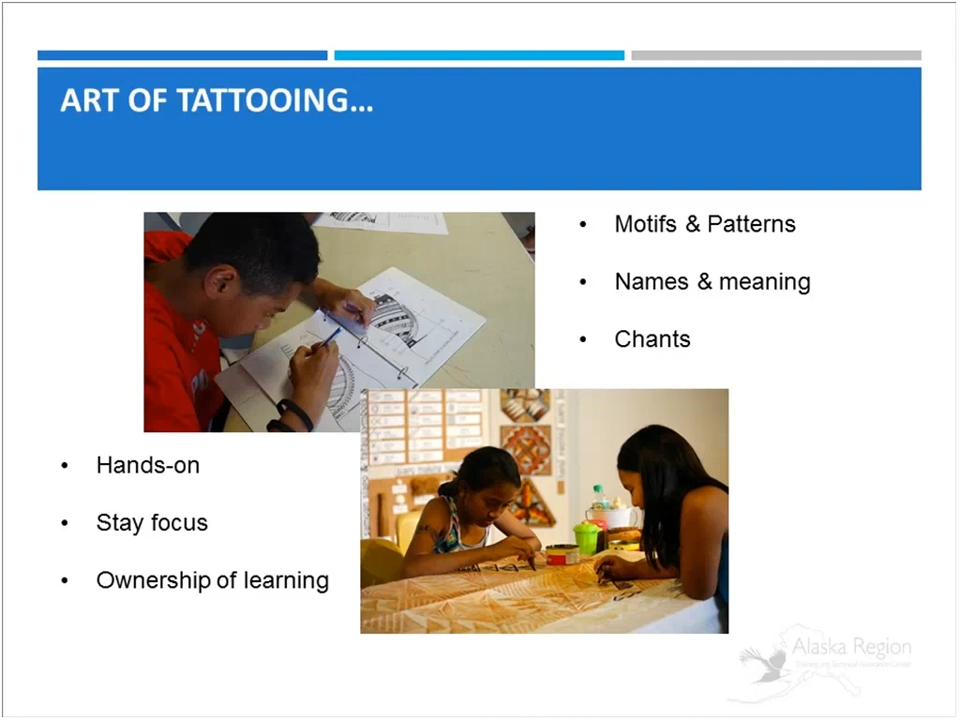 ART OF TATTOOING…
• Motifs & Patterns
• Names & meaning
• Chants
• Hands-on
• Stay focus
• Ownership of learning
Alaska Region